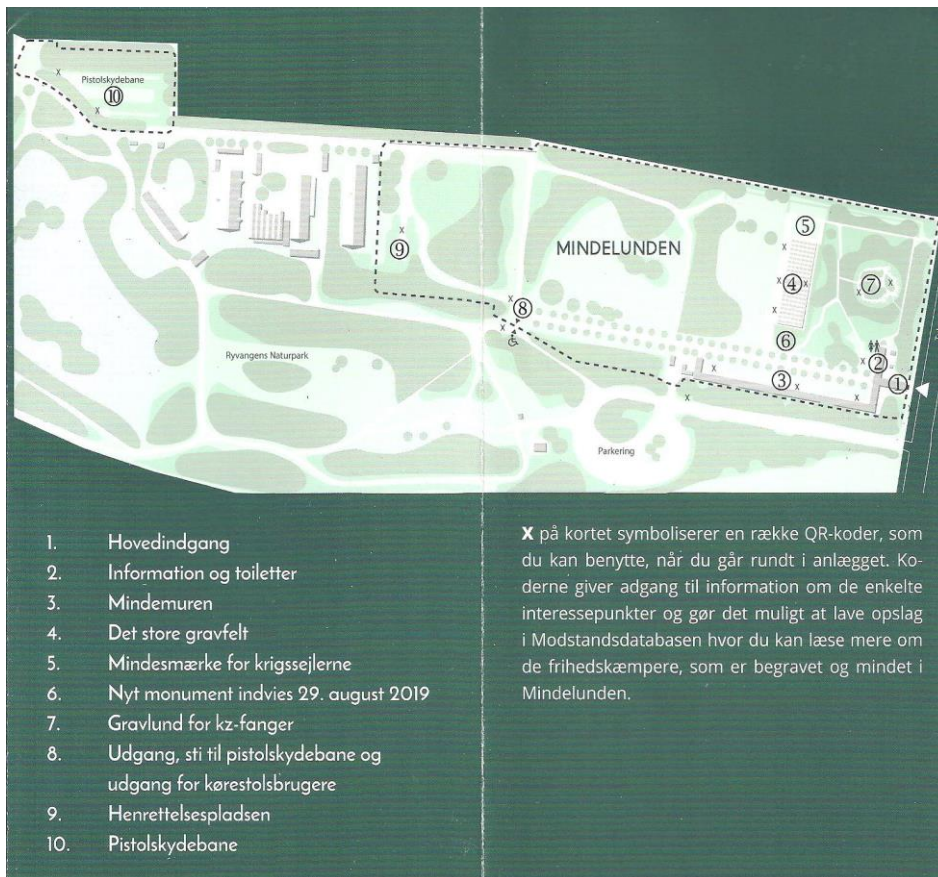 Pistolskydebane
10
9
MINDELUNDEN
5
4
7
8
6
2
3
1
Ryvangens Naturpark
Parkering
1. Hovedindgang
2. Information og toiletter
3. Mindemuren
4. Det store gravfelt
5. Mindesmærke for krigssejlerne
6. Nyt monument indvies 29. august 2019
7. Gravlund for kz-fanger
8. Udgang, sti til pistolskydebane og
udgang for kørestolsbrugere
9. Henrettelsespladsen
10. Pistolskydebane
X på kortet symboliserer en række QR-koder, som
du kan benytte, når du går rundt i anlægget. Ko-
derne giver adgang til information om de enkelte
interessepunkter og gør det muligt at lave opslag
i Modstandsdatabasen hvor du kan læse mere om
de frihedskæmpere, som er begravet og mindet i
Mindelunden.